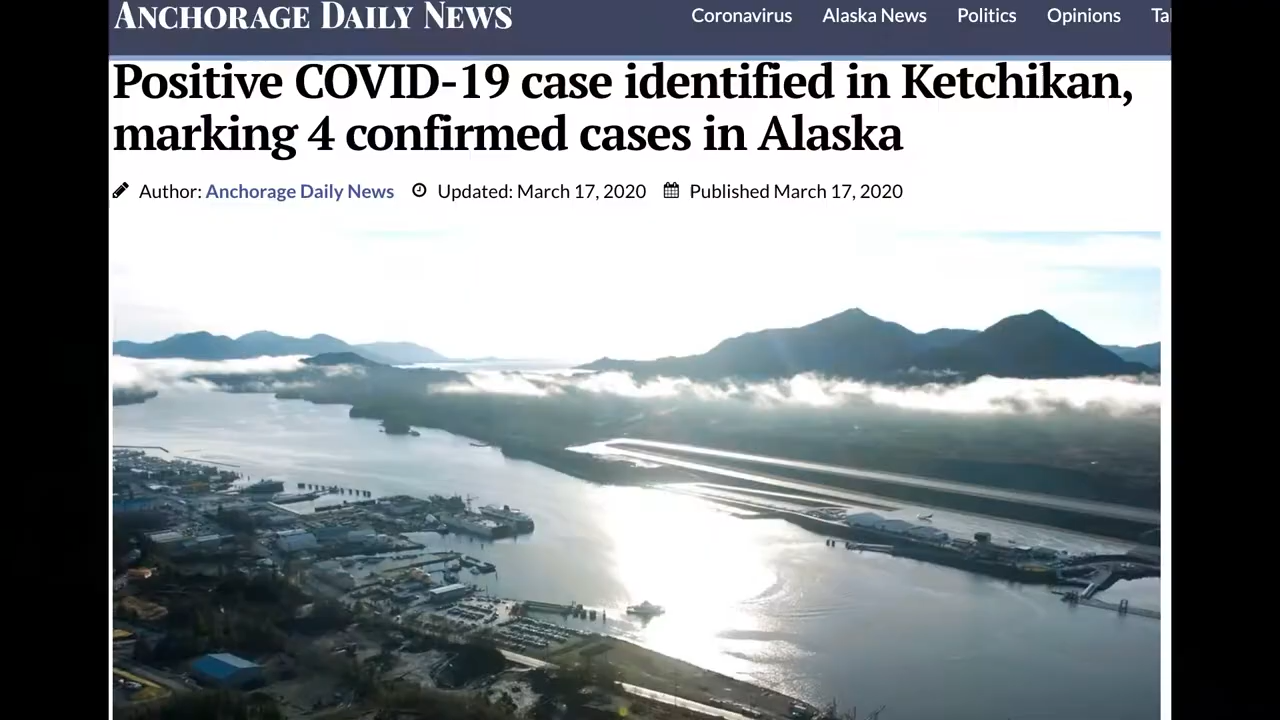 ANCHORAGE DAILY NEWS
Coronavirus Alaska News Politics Opinions Ta
Positive COVID-19 case identified in Ketchikan,
marking 4 confirmed cases in Alaska
Author: Anchorage Daily News Updated: March 17, 2020 Published March 17, 2020